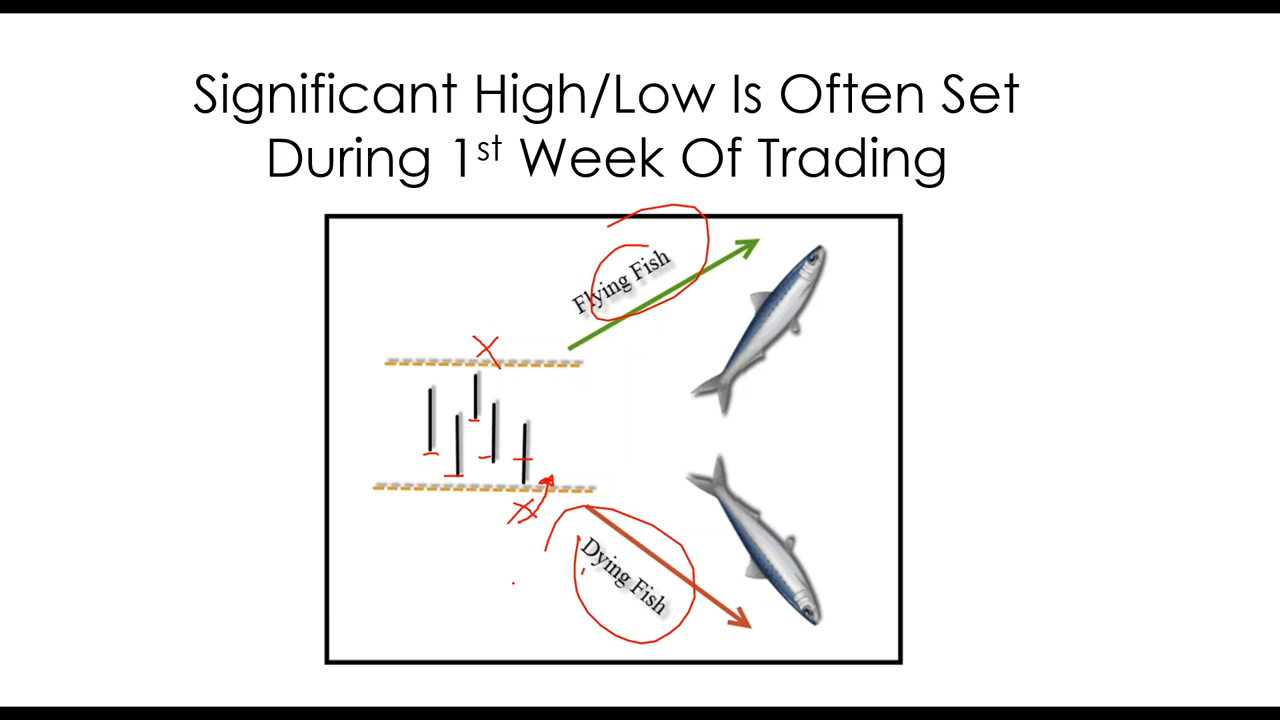 Significant High/Low Is Often Set
During 1st Week Of Trading
Flying Fish
Dying Fish